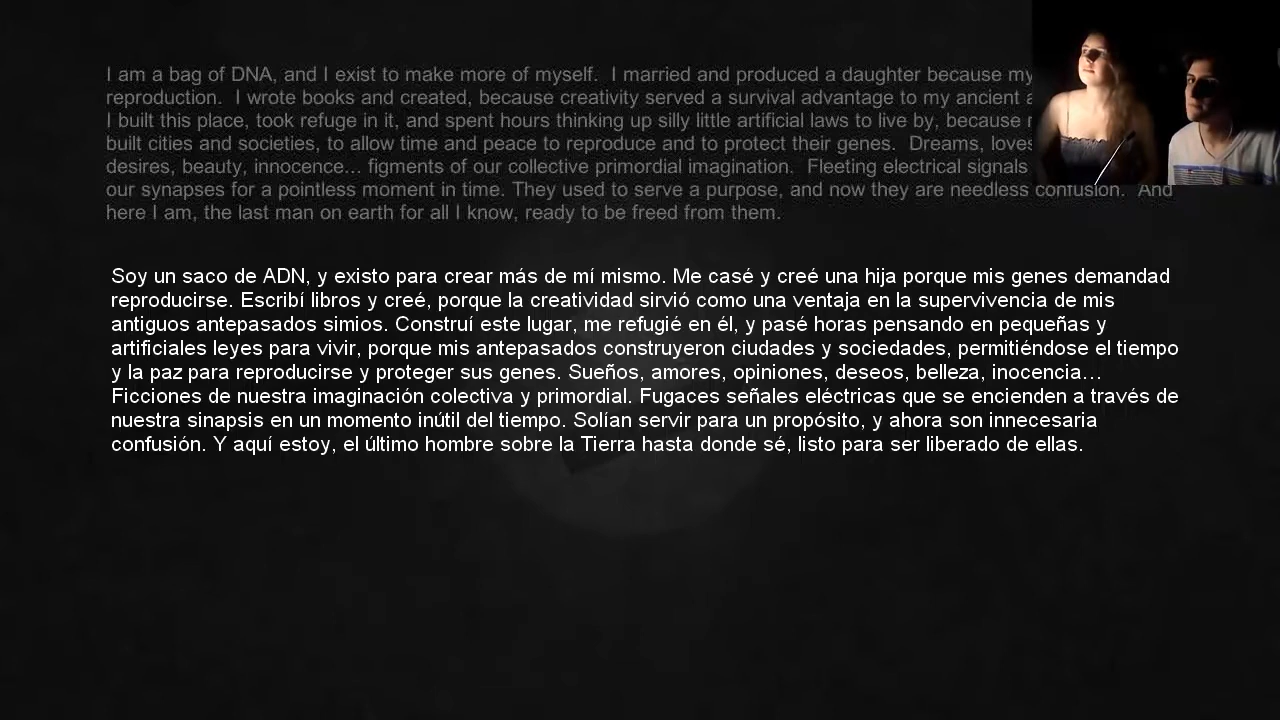 I am a bag of DNA, and I exist to make more of myself.  I married and produced a daughter because my
reproduction.  I wrote books and created, because creativity served a survival advantage to my ancient
I built this place, took refuge in it, and spent hours thinking up silly little artificial laws to live by, because
built cities and societies, to allow time and peace to reproduce and to protect their genes.  Dreams, loves
desires, beauty, innocence... figments of our collective primordial imagination.  Fleeting electrical signals
our synapses for a pointless moment in time. They used to serve a purpose, and now they are needless confusion.  And
here I am, the last man on earth for all I know, ready to be freed from them.
Soy un saco de ADN, y existo para crear más de mí mismo. Me casé y creé una hija porque mis genes demandad
reproducirse. Escribí libros y creé, porque la creatividad sirvió como una ventaja en la supervivencia de mis
antiguos antepasados simios. Construí este lugar, me refugié en él, y pasé horas pensando en pequeñas y
artificiales leyes para vivir, porque mis antepasados construyeron ciudades y sociedades, permitiéndose el tiempo
y la paz para reproducirse y proteger sus genes. Sueños, amores, opiniones, deseos, belleza, inocencia...
Ficciones de nuestra imaginación colectiva y primordial. Fugaces señales eléctricas que se encienden a través de
nuestra sinapsis en un momento inútil del tiempo. Solían servir para un propósito, y ahora son innecesaria
confusión. Y aquí estoy, el último hombre sobre la Tierra hasta donde sé, listo para ser liberado de ellas.